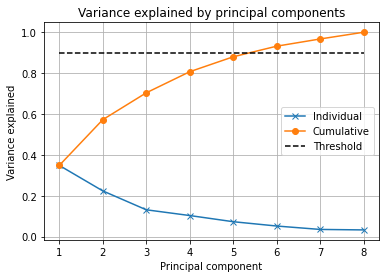 Variance explained by principal components
1.0
0.8
0.6
0.4
0.2
0.0
Variance explained
Individual
Cumulative
Threshold
1 2 3 4 5 6 7 8
Principal component